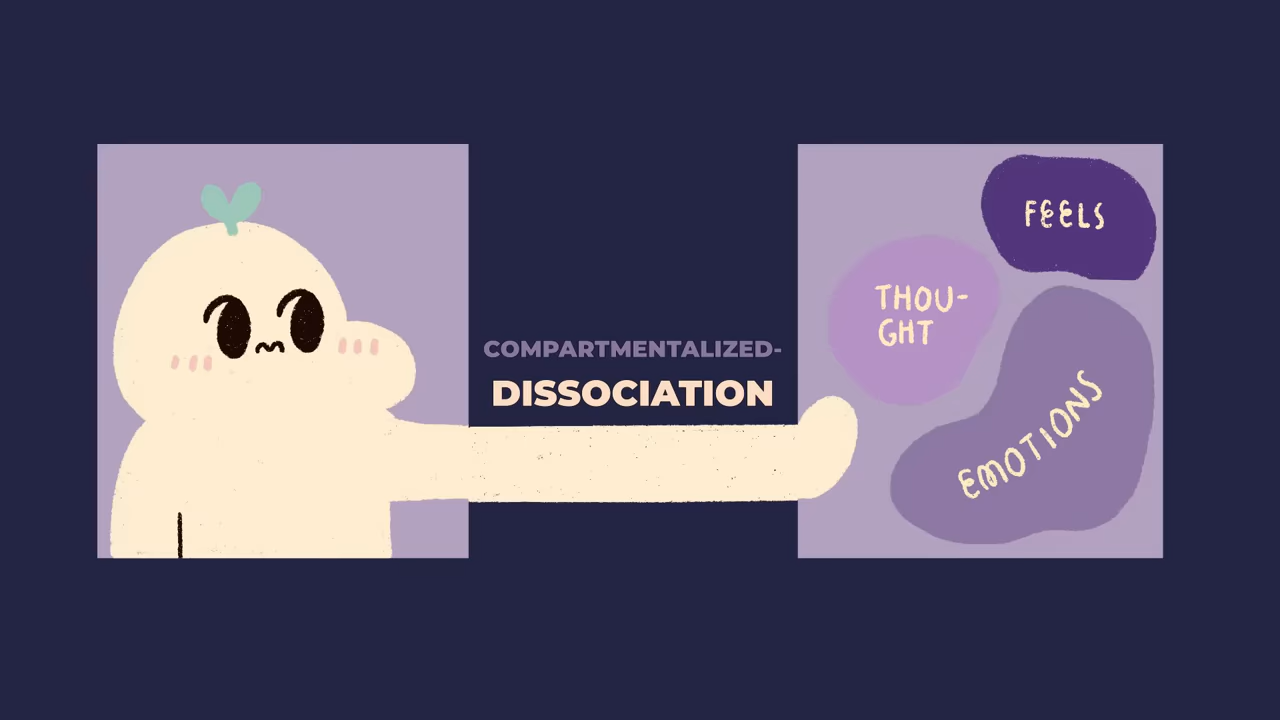 COMPARTMENTALIZED-
DISSOCIATION
FEELS
THOU-
GHT
EMOTIONS